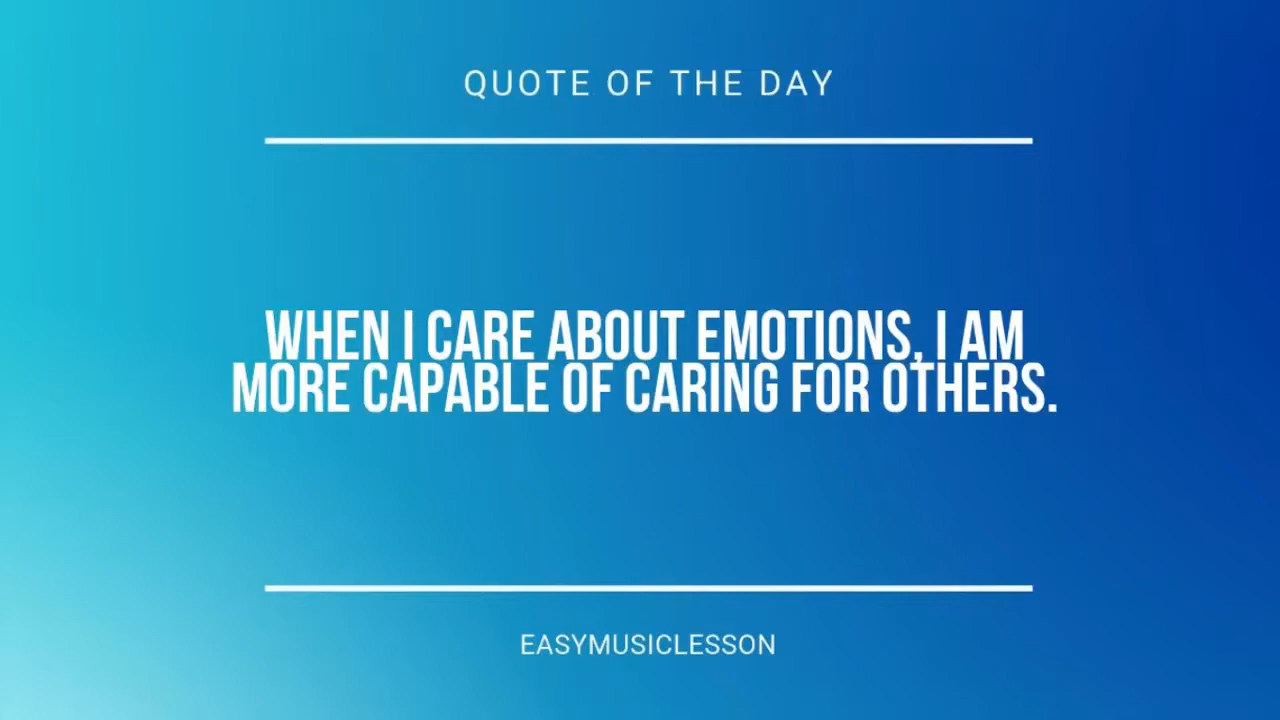 QUOTE OF THE DAY
WHEN I CARE ABOUT EMOTIONS, I AM
MORE CAPABLE OF CARING FOR OTHERS.
EASYMUSICLESSON